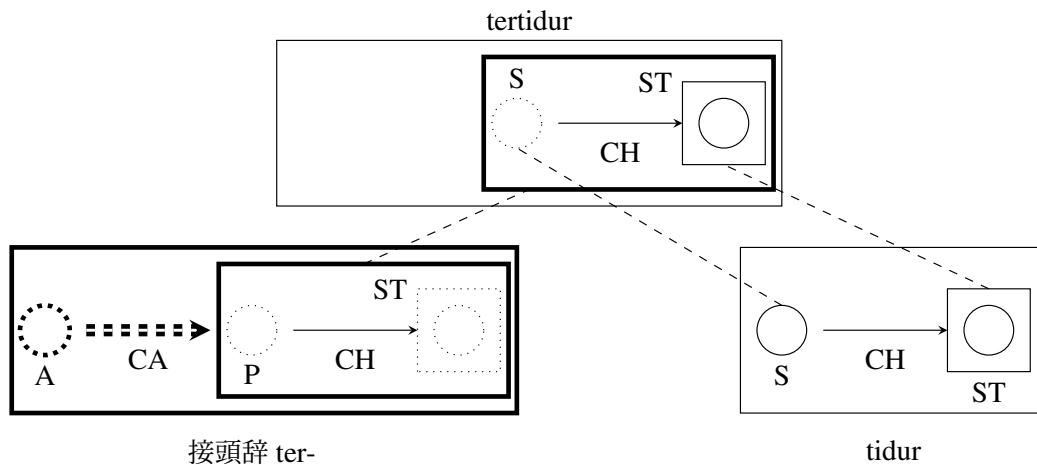 tertidur
S
ST
CH
ST
CA
CH
A
P
CH
S
ST
接頭辞 ter-
tidur